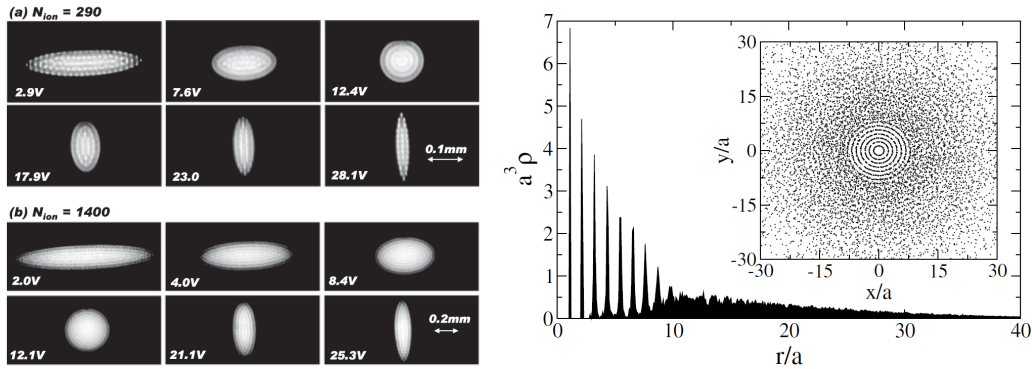 (a) N_ion = 290
2.9V 7.6V 12.4V
17.9V 23.0 28.1V 0.1mm
(b) N_ion = 1400
2.0V 4.0V 8.4V
12.1V 21.1V 25.3V 0.2mm
7
6
5
4
3
2
1
0
a³ρ
0 10 20 30 40
r/a
30
15
0
-15
-30
y/a
-30 -15 0 15 30
x/a